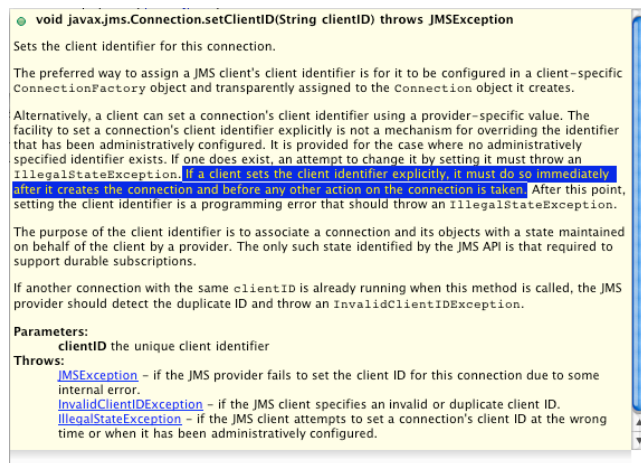 void javax.jms.Connection.setClientID(String clientID) throws JMSException
Sets the client identifier for this connection.
The preferred way to assign a JMS client's client identifier is for it to be configured in a client-specific
ConnectionFactory object and transparently assigned to the Connection object it creates.
Alternatively, a client can set a connection's client identifier using a provider-specific value. The
facility to set a connection's client identifier explicitly is not a mechanism for overriding the identifier
that has been administratively configured. It is provided for the case where no administratively
specified identifier exists. If one does exist, an attempt to change it by setting it must throw an
IllegalStateException. If a client sets the client identifier explicitly, it must do so immediately
after it creates the connection and before any other action on the connection is taken. After this point,
setting the client identifier is a programming error that should throw an IllegalStateException.
The purpose of the client identifier is to associate a connection and its objects with a state maintained
on behalf of the client by a provider. The only such state identified by the JMS API is that required to
support durable subscriptions.
If another connection with the same clientID is already running when this method is called, the JMS
provider should detect the duplicate ID and throw an InvalidClientIDException.
Parameters:
clientID the unique client identifier
Throws:
JMSException - if the JMS provider fails to set the client ID for this connection due to some
internal error.
InvalidClientIDException - if the JMS client specifies an invalid or duplicate client ID.
IllegalStateException - if the JMS client attempts to set a connection's client ID at the wrong
time or when it has been administratively configured.